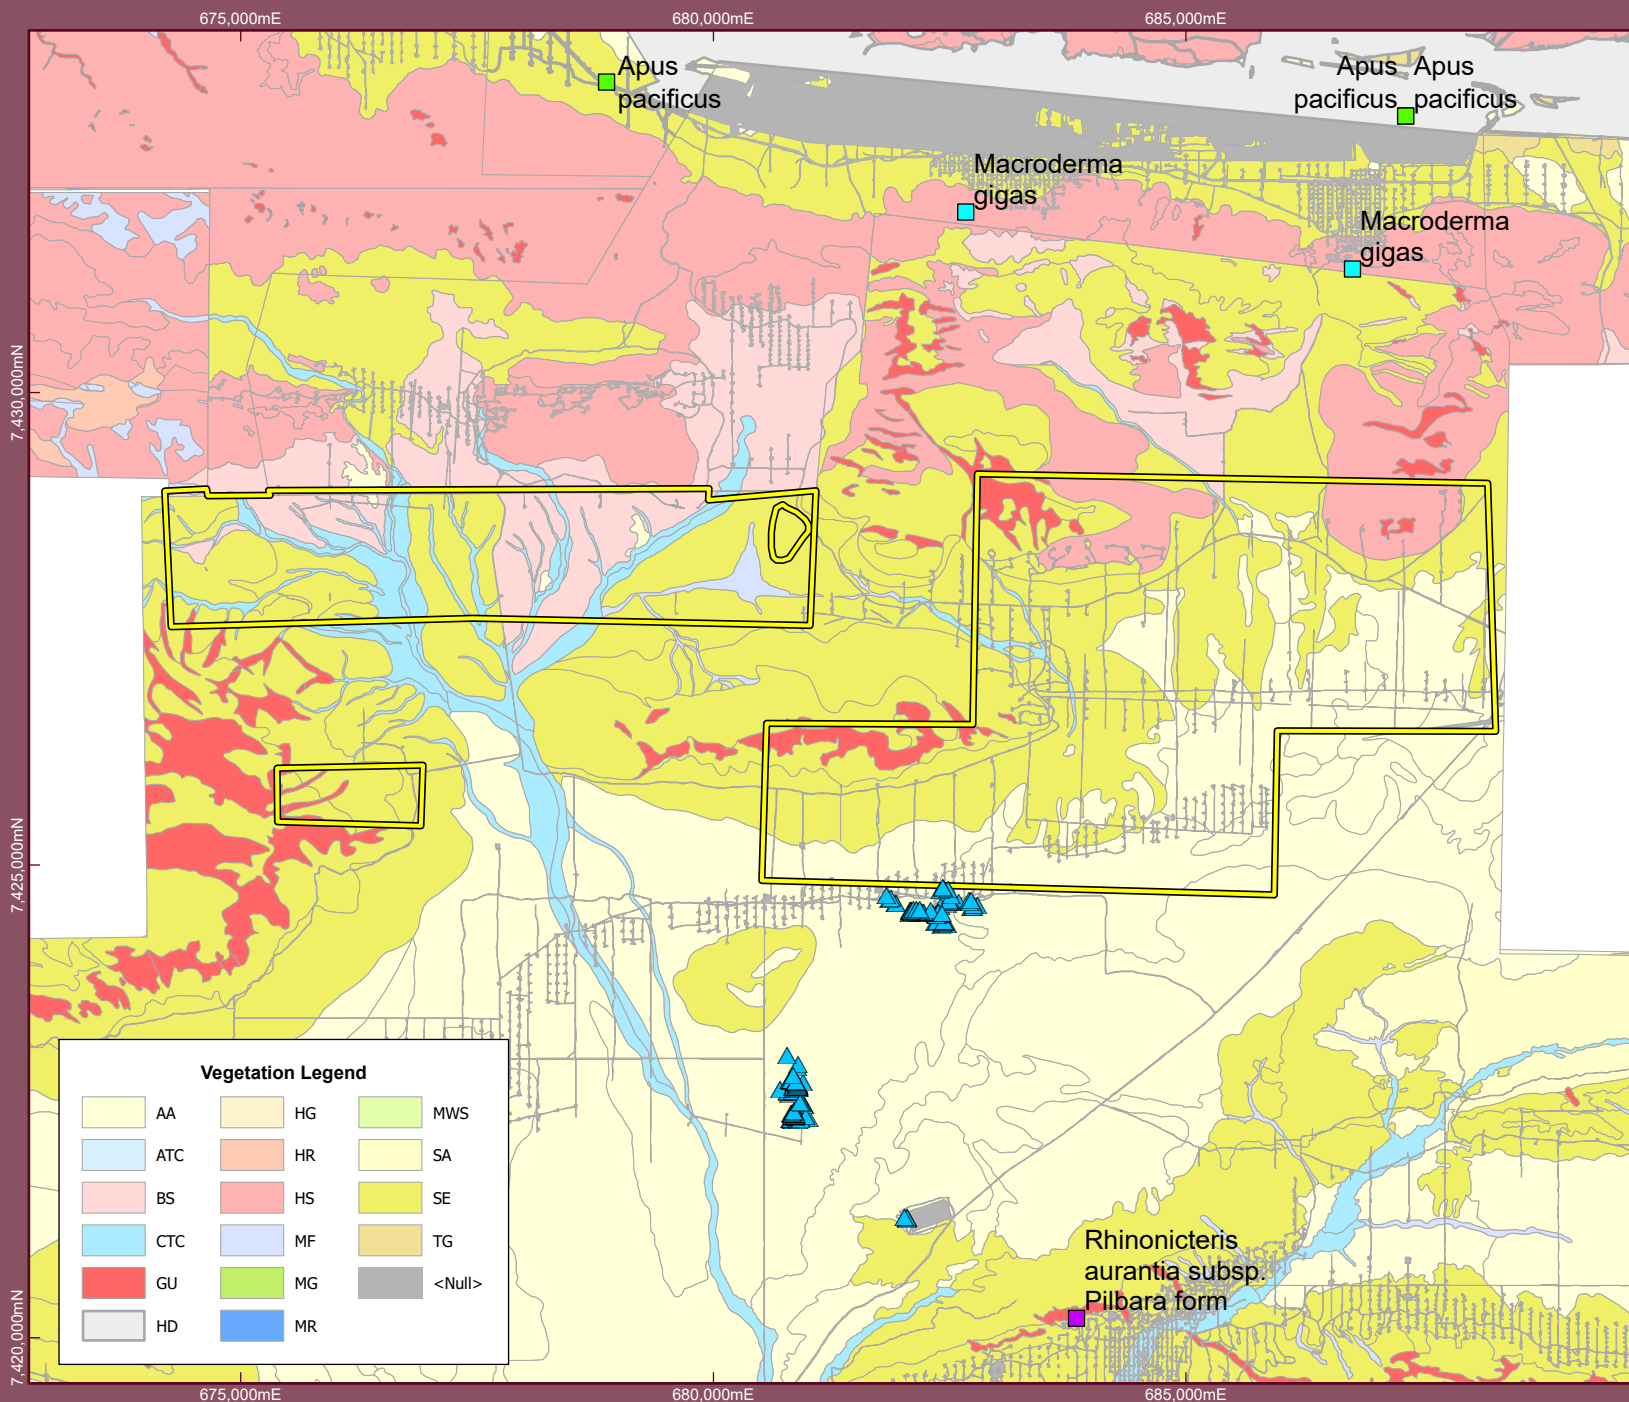 675,000mE
680,000mE
685,000mE
Apus
pacificus
Apus
pacificus
Apus
pacificus
Macroderma
gigas
Macroderma
gigas
7,430,000mN
7,425,000mN
7,420,000mN
Vegetation Legend
AA
HG
MWS
ATC
HR
SA
BS
HS
SE
CTC
MF
TG
GU
MG
<Null>
HD
MR
Rhinonicteris
aurantia subsp.
Pilbara form
675,000mE
680,000mE
685,000mE